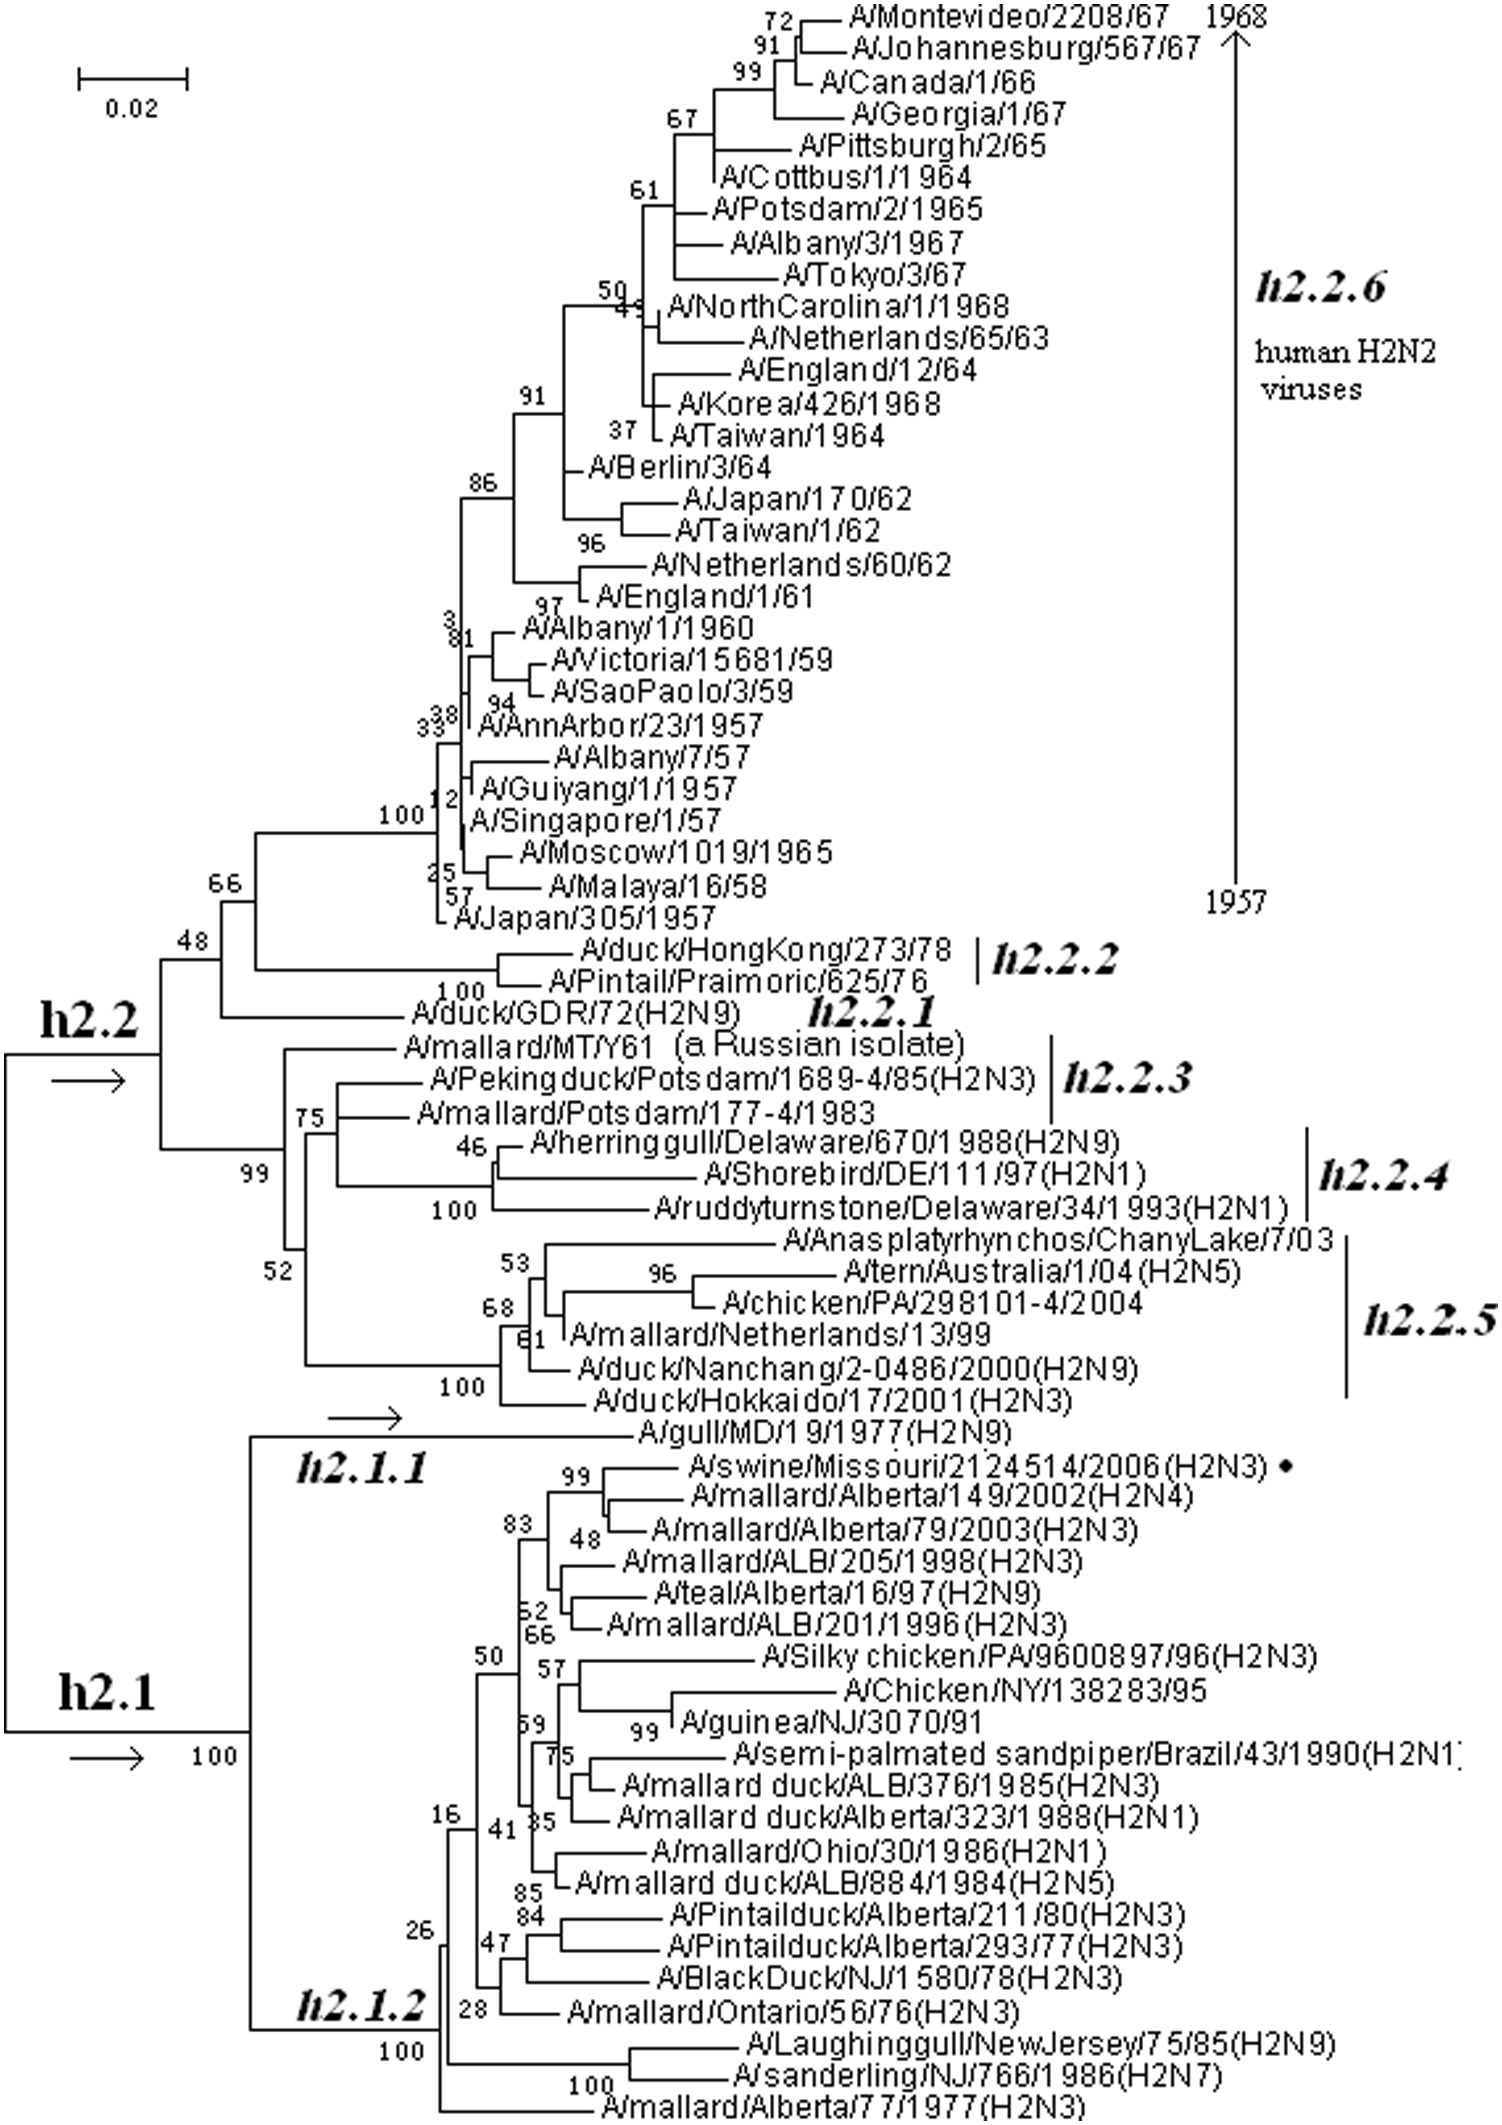 72
A/Montevideo/2208/67
1968
91
A/Johannesburg/567/67
99
A/Canada/1/66
0.02
A/Georgia/1/67
67
A/Pittsburgh/2/65
A/Cottbus/1/1964
61
A/Potsdam/2/1965
A/Albany/3/1967
A/Tokyo/3/67
h2.2.6
50
A/NorthCarolina/1/1968
A/Netherlands/65/63
human H2N2
viruses
A/England/12/64
91
A/Korea/426/1968
37
A/Taiwan/1964
A/Berlin/3/64
86
A/Japan/170/62
A/Taiwan/1/62
96
A/Netherlands/60/62
A/England/1/61
97
3
A/Albany/1/1960
81
A/Victoria/15681/59
A/SaoPaolo/3/59
94
38
33
A/AnnArbor/23/1957
A/Albany/7/57
A/Guiyang/1/1957
12
100
A/Singapore/1/57
A/Moscow/1019/1965
25
A/Malaya/16/58
57
1957
A/Japan/305/1957
66
48
A/duck/HongKong/273/78
h2.2.2
A/Pintail/Praimoric/625/76
100
h2.2
A/duck/GDR/72(H2N9)
h2.2.1
A/mallard/MT/Y61 (a Russian isolate)
A/Pekingduck/Potsdam/1689-4/85(H2N3)
h2.2.3
75
A/mallard/Potsdam/177-4/1983
46
A/herringgull/Delaware/670/1988(H2N9)
99
A/Shorebird/DE/111/97(H2N1)
h2.2.4
100
A/ruddyturnstone/Delaware/34/1993(H2N1)
A/Anasplatyrhynchos/ChanyLake/7/03
52
53
96
A/tern/Australia/1/04(H2N5)
68
A/chicken/PA/298101-4/2004
h2.2.5
61
A/mallard/Netherlands/13/99
A/duck/Nanchang/2-0486/2000(H2N9)
100
A/duck/Hokkaido/17/2001(H2N3)
A/gull/MD/19/1977(H2N9)
h2.1.1
99
A/swine/Missouri/2124514/2006(H2N3)
A/mallard/Alberta/149/2002(H2N4)
83
48
A/mallard/Alberta/79/2003(H2N3)
A/mallard/ALB/205/1998(H2N3)
A/teal/Alberta/16/97(H2N9)
52
A/mallard/ALB/201/1996(H2N3)
66
50
A/Silky chicken/PA/9600897/96(H2N3)
57
h2.1
A/Chicken/NY/138283/95
59
99
A/guinea/NJ/3070/91
100
75
A/semi-palmated sandpiper/Brazil/43/1990(H2N1
A/mallard duck/ALB/376/1985(H2N3)
16
41
35
A/mallard duck/Alberta/323/1988(H2N1)
A/mallard/Ohio/30/1986(H2N1)
85
A/mallard duck/ALB/884/1984(H2N5)
84
A/Pintailduck/Alberta/211/80(H2N3)
26
47
A/Pintailduck/Alberta/293/77(H2N3)
A/BlackDuck/NJ/1580/78(H2N3)
h2.1.2
28
A/mallard/Ontario/56/76(H2N3)
100
A/Laughinggull/NewJersey/75/85(H2N9)
A/sanderling/NJ/766/1986(H2N7)
100
A/mallard/Alberta/77/1977(H2N3)